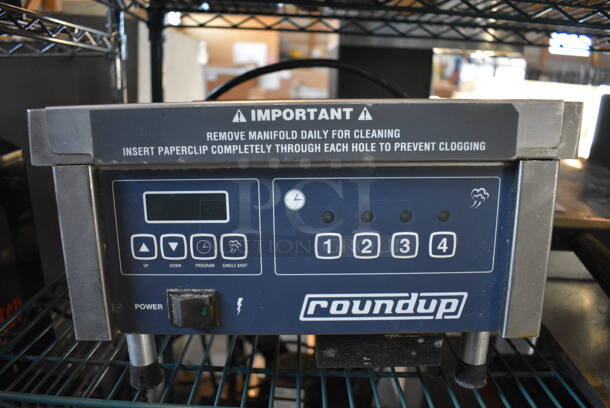 ⚠ IMPORTANT ⚠
REMOVE MANIFOLD DAILY FOR CLEANING
INSERT PAPERCLIP COMPLETELY THROUGH EACH HOLE TO PREVENT CLOGGING
UP DOWN PROGRAM SINGLE SHOT
1 2 3 4
POWER
roundup
PCI